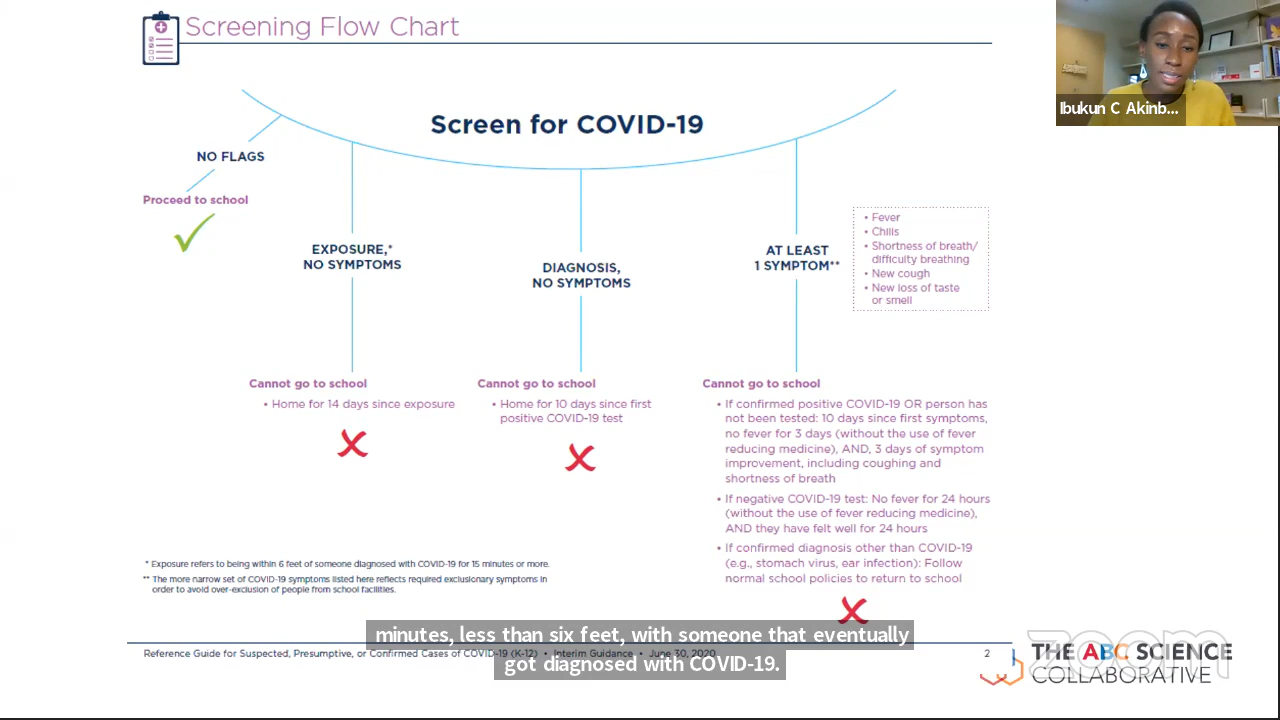 Screening Flow Chart
Ibukun C Akinb...
Screen for COVID-19
NO FLAGS
Proceed to school
EXPOSURE,*
NO SYMPTOMS
DIAGNOSIS,
NO SYMPTOMS
AT LEAST
1 SYMPTOM**
• Fever
• Chills
• Shortness of breath/
difficulty breathing
• New cough
• New loss of taste
or smell
Cannot go to school
• Home for 14 days since exposure
Cannot go to school
• Home for 10 days since first
positive COVID-19 test
Cannot go to school
• If confirmed positive COVID-19 OR person has
not been tested: 10 days since first symptoms,
no fever for 3 days (without the use of fever
reducing medicine), AND, 3 days of symptom
improvement, including coughing and
shortness of breath
• If negative COVID-19 test: No fever for 24 hours
(without the use of fever reducing medicine),
AND they have felt well for 24 hours
• If confirmed diagnosis other than COVID-19
(e.g., stomach virus, ear infection): Follow
normal school policies to return to school
* Exposure refers to being within 6 feet of someone diagnosed with COVID-19 for 15 minutes or more.
** The more narrow set of COVID-19 symptoms listed here reflects required exclusionary symptoms in
order to avoid over-exclusion of people from school facilities.
minutes, less than six feet, with someone that eventually
got diagnosed with COVID-19.
Reference Guide for Suspected, Presumptive, or Confirmed Cases of COVID-19 (K-12) • Interim Guidance • June 30, 2020
2
zoom
THE ABC SCIENCE
COLLABORATIVE